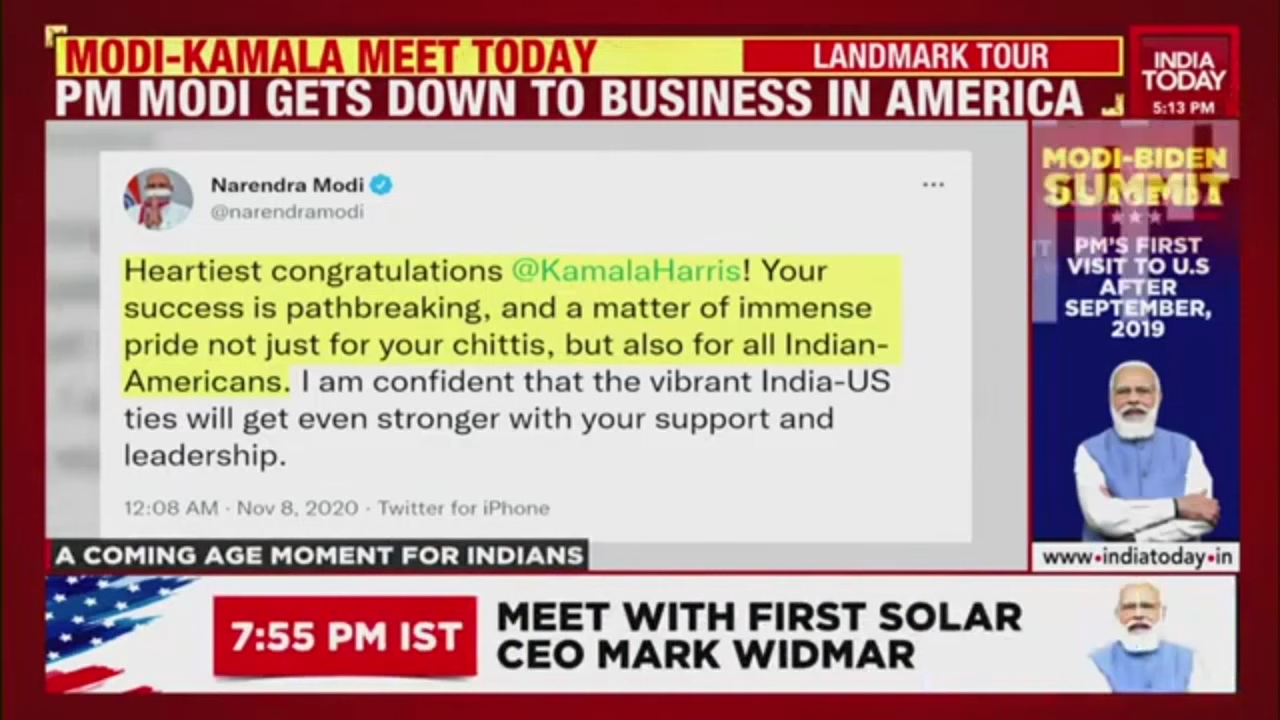 MODI-KAMALA MEET TODAY
LANDMARK TOUR
PM MODI GETS DOWN TO BUSINESS IN AMERICA
INDIA
TODAY
5:13 PM
Narendra Modi
@narendramodi
Heartiest congratulations @KamalaHarris! Your
success is pathbreaking, and a matter of immense
pride not just for your chittis, but also for all Indian-
Americans. I am confident that the vibrant India-US
ties will get even stronger with your support and
leadership.
12:08 AM · Nov 8, 2020 · Twitter for iPhone
MODI-BIDEN
SUMMIT
PM'S FIRST
VISIT TO U.S
AFTER
SEPTEMBER,
2019
www•indiatoday•in
A COMING AGE MOMENT FOR INDIANS
7:55 PM IST
MEET WITH FIRST SOLAR
CEO MARK WIDMAR